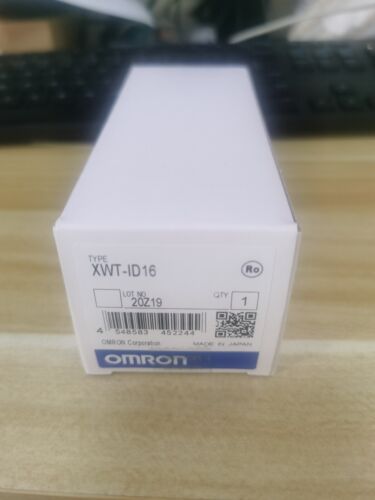 TYPE
XWT-ID16
Ro
LOT NO
20Z19
QTY 1
4 548583 452244
OMRON Corporation
MADE IN JAPAN
OMRON